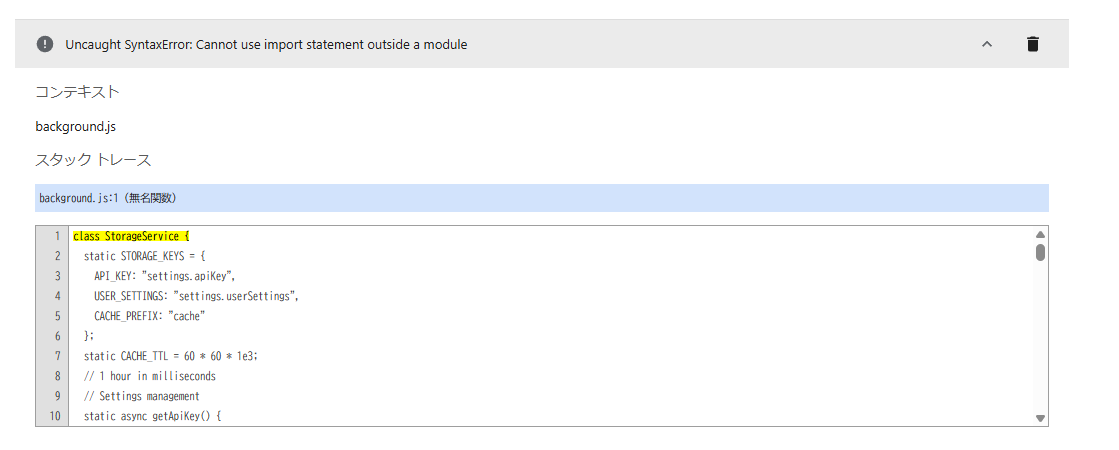 Uncaught SyntaxError: Cannot use import statement outside a module
コンテキスト
background.js
スタック トレース
background.js:1 (無名関数)
1 class StorageService {
2 static STORAGE_KEYS = {
3 API_KEY: "settings.apiKey",
4 USER_SETTINGS: "settings.userSettings",
5 CACHE_PREFIX: "cache"
6 };
7 static CACHE_TTL = 60 * 60 * 1e3;
8 // 1 hour in milliseconds
9 // Settings management
10 static async getApiKey() {